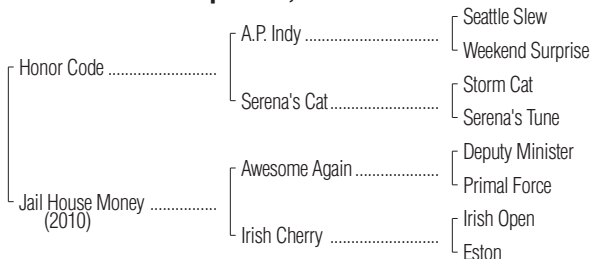 Seattle Slew
A.P. Indy ..............................
Weekend Surprise
Honor Code ........................
Storm Cat
Serena's Cat........................
Serena's Tune
Deputy Minister
Awesome Again ..................
Primal Force
Jail House Money ...............
(2010)
Irish Open
Irish Cherry ........................
Eston